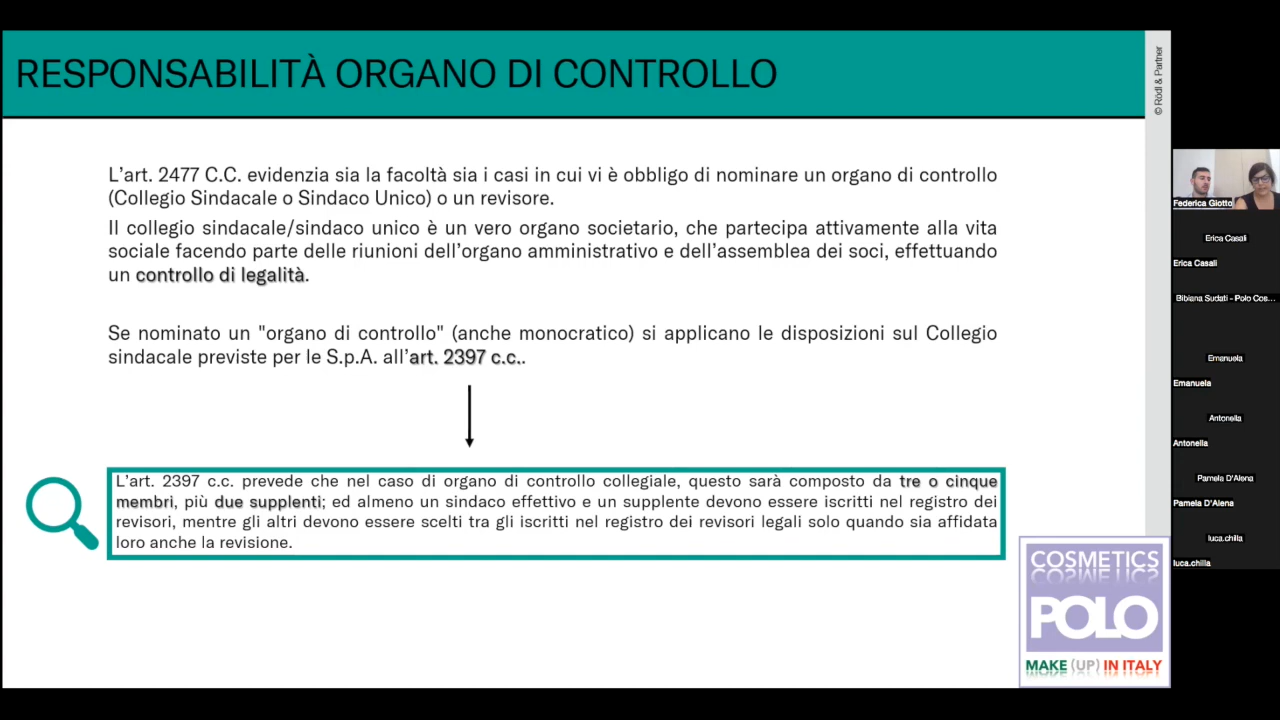 RESPONSABILITÀ ORGANO DI CONTROLLO
© Rödl & Partner
L'art. 2477 C.C. evidenzia sia la facoltà sia i casi in cui vi è obbligo di nominare un organo di controllo
(Collegio Sindacale o Sindaco Unico) o un revisore.
Il collegio sindacale/sindaco unico è un vero organo societario, che partecipa attivamente alla vita
sociale facendo parte delle riunioni dell'organo amministrativo e dell'assemblea dei soci, effettuando
un controllo di legalità.
Se nominato un "organo di controllo" (anche monocratico) si applicano le disposizioni sul Collegio
sindacale previste per le S.p.A. all'art. 2397 c.c..
L'art. 2397 c.c. prevede che nel caso di organo di controllo collegiale, questo sarà composto da tre o cinque
membri, più due supplenti; ed almeno un sindaco effettivo e un supplente devono essere iscritti nel registro dei
revisori, mentre gli altri devono essere scelti tra gli iscritti nel registro dei revisori legali solo quando sia affidata
loro anche la revisione.
COSMETICS
POLO
MAKE (UP) IN ITALY
Federica Giotto
Erica Casali
Erica Casali
Bibiana Sudati - Polo Cos...
Emanuela
Emanuela
Antonella
Antonella
Pamela D'Alena
Pamela D'Alena
luca.chilla
luca.chilla